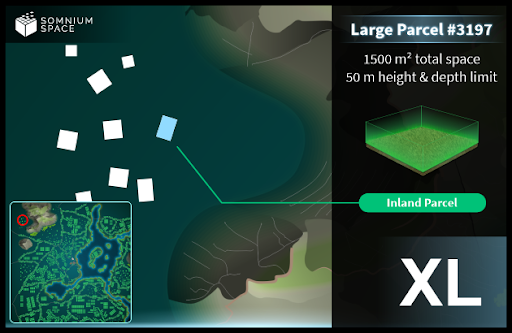 SOMNIUM
SPACE
Large Parcel #3197
1500 m² total space
50 m height & depth limit
Inland Parcel
XL